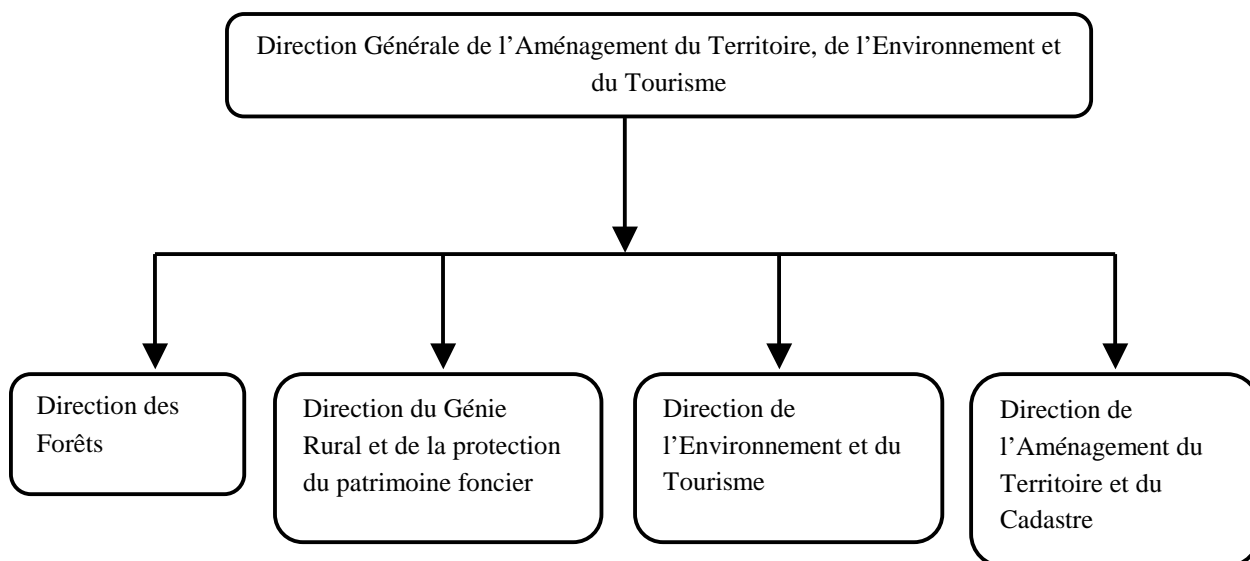 Direction Générale de l’Aménagement du Territoire, de l’Environnement et
du Tourisme
Direction des
Forêts
Direction du Génie
Rural et de la protection
du patrimoine foncier
Direction de
l’Environnement et du
Tourisme
Direction de
l’Aménagement du
Territoire et du
Cadastre